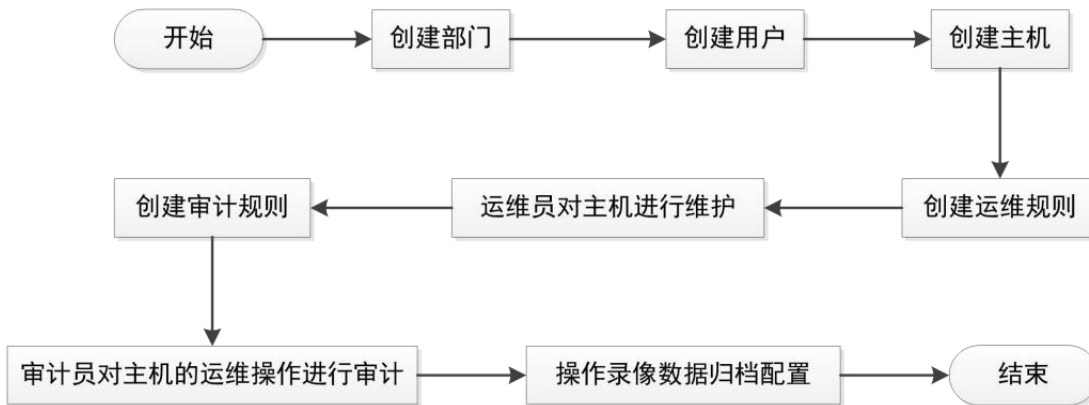 开始
创建部门
创建用户
创建主机
创建运维规则
运维员对主机进行维护
创建审计规则
审计员对主机的运维操作进行审计
操作录像数据归档配置
结束